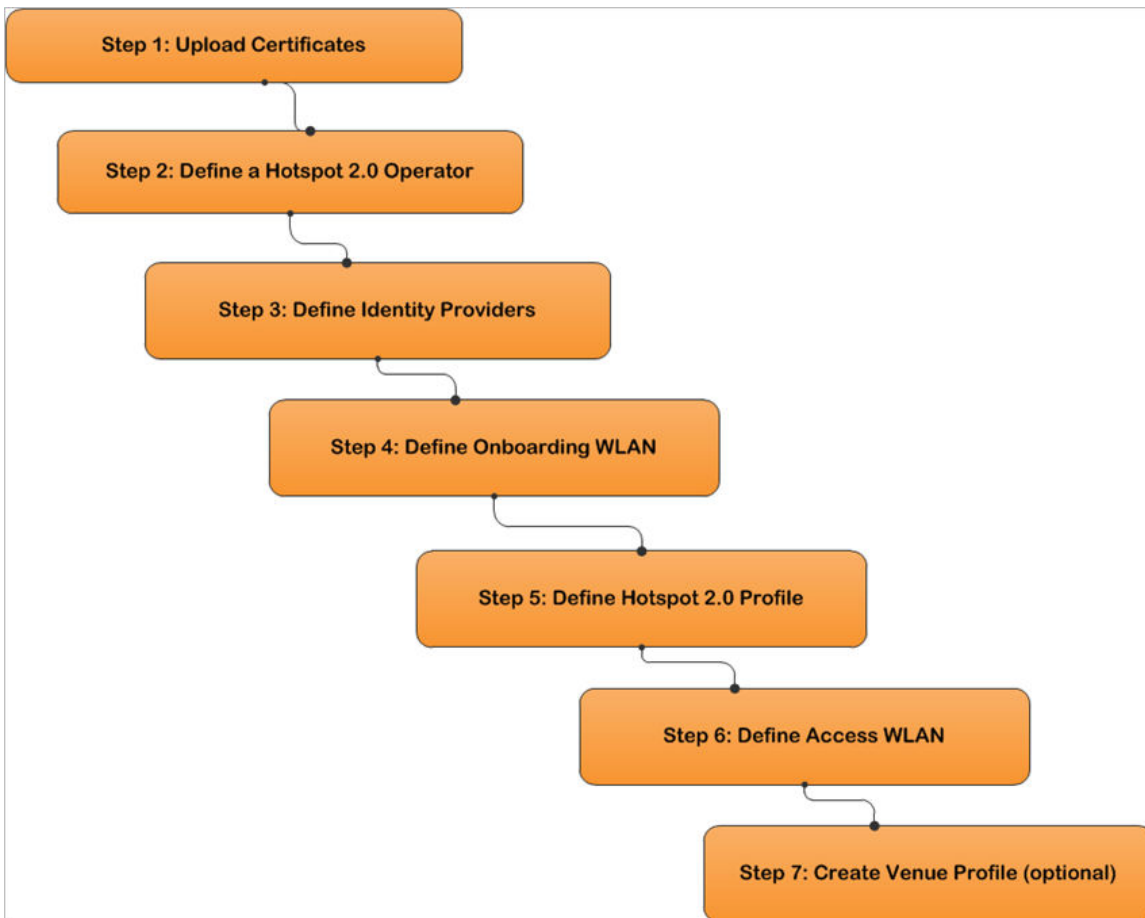 Step 1: Upload Certificates
Step 2: Define a Hotspot 2.0 Operator
Step 3: Define Identity Providers
Step 4: Define Onboarding WLAN
Step 5: Define Hotspot 2.0 Profile
Step 6: Define Access WLAN
Step 7: Create Venue Profile (optional)